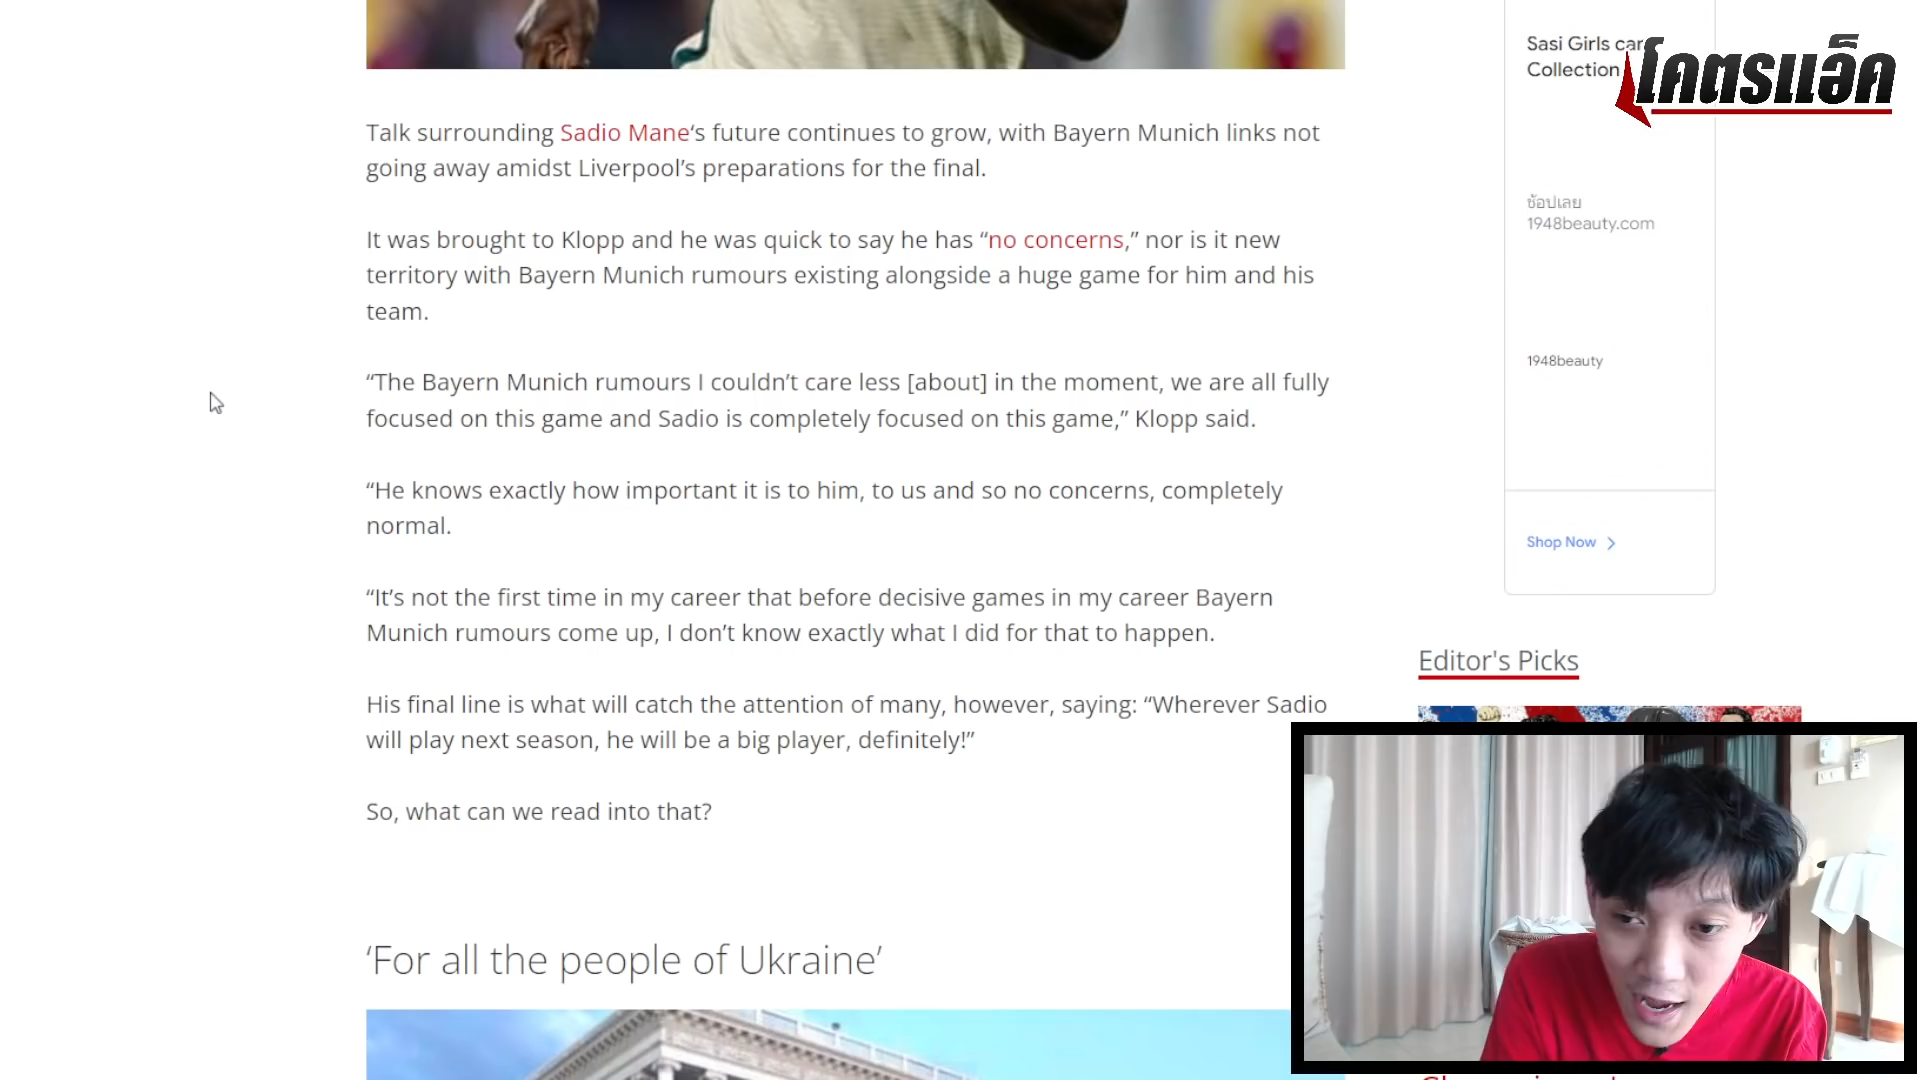 Talk surrounding Sadio Mane‘s future continues to grow, with Bayern Munich links not
going away amidst Liverpool’s preparations for the final.
It was brought to Klopp and he was quick to say he has “no concerns,” nor is it new
territory with Bayern Munich rumours existing alongside a huge game for him and his
team.
“The Bayern Munich rumours I couldn’t care less [about] in the moment, we are all fully
focused on this game and Sadio is completely focused on this game,” Klopp said.
“He knows exactly how important it is to him, to us and so no concerns, completely
normal.
“It’s not the first time in my career that before decisive games in my career Bayern
Munich rumours come up, I don’t know exactly what I did for that to happen.
His final line is what will catch the attention of many, however, saying: “Wherever Sadio
will play next season, he will be a big player, definitely!”
So, what can we read into that?
‘For all the people of Ukraine’
Sasi Girls can
Collection
โคตรแอ็ค
ช้อปเลย
1948beauty.com
1948beauty
Shop Now
Editor's Picks